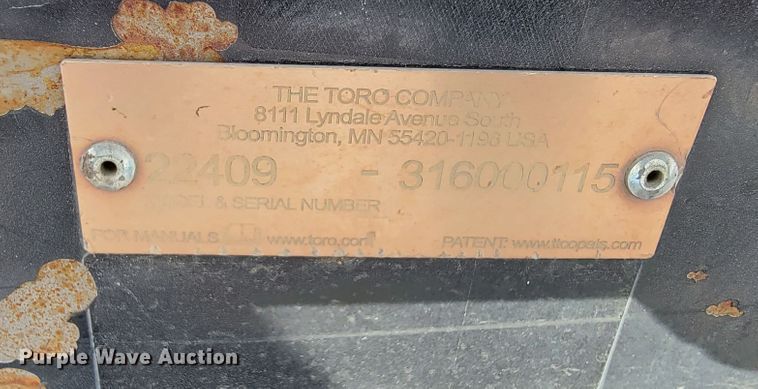 THE TORO COMPANY
8111 Lyndale Avenue South
Bloomington, MN 55420-1196 USA
22409 - 316000115
MODEL & SERIAL NUMBER
FOR MANUALS www.toro.com
PATENT: www.ttcopats.com
Purple Wave Auction